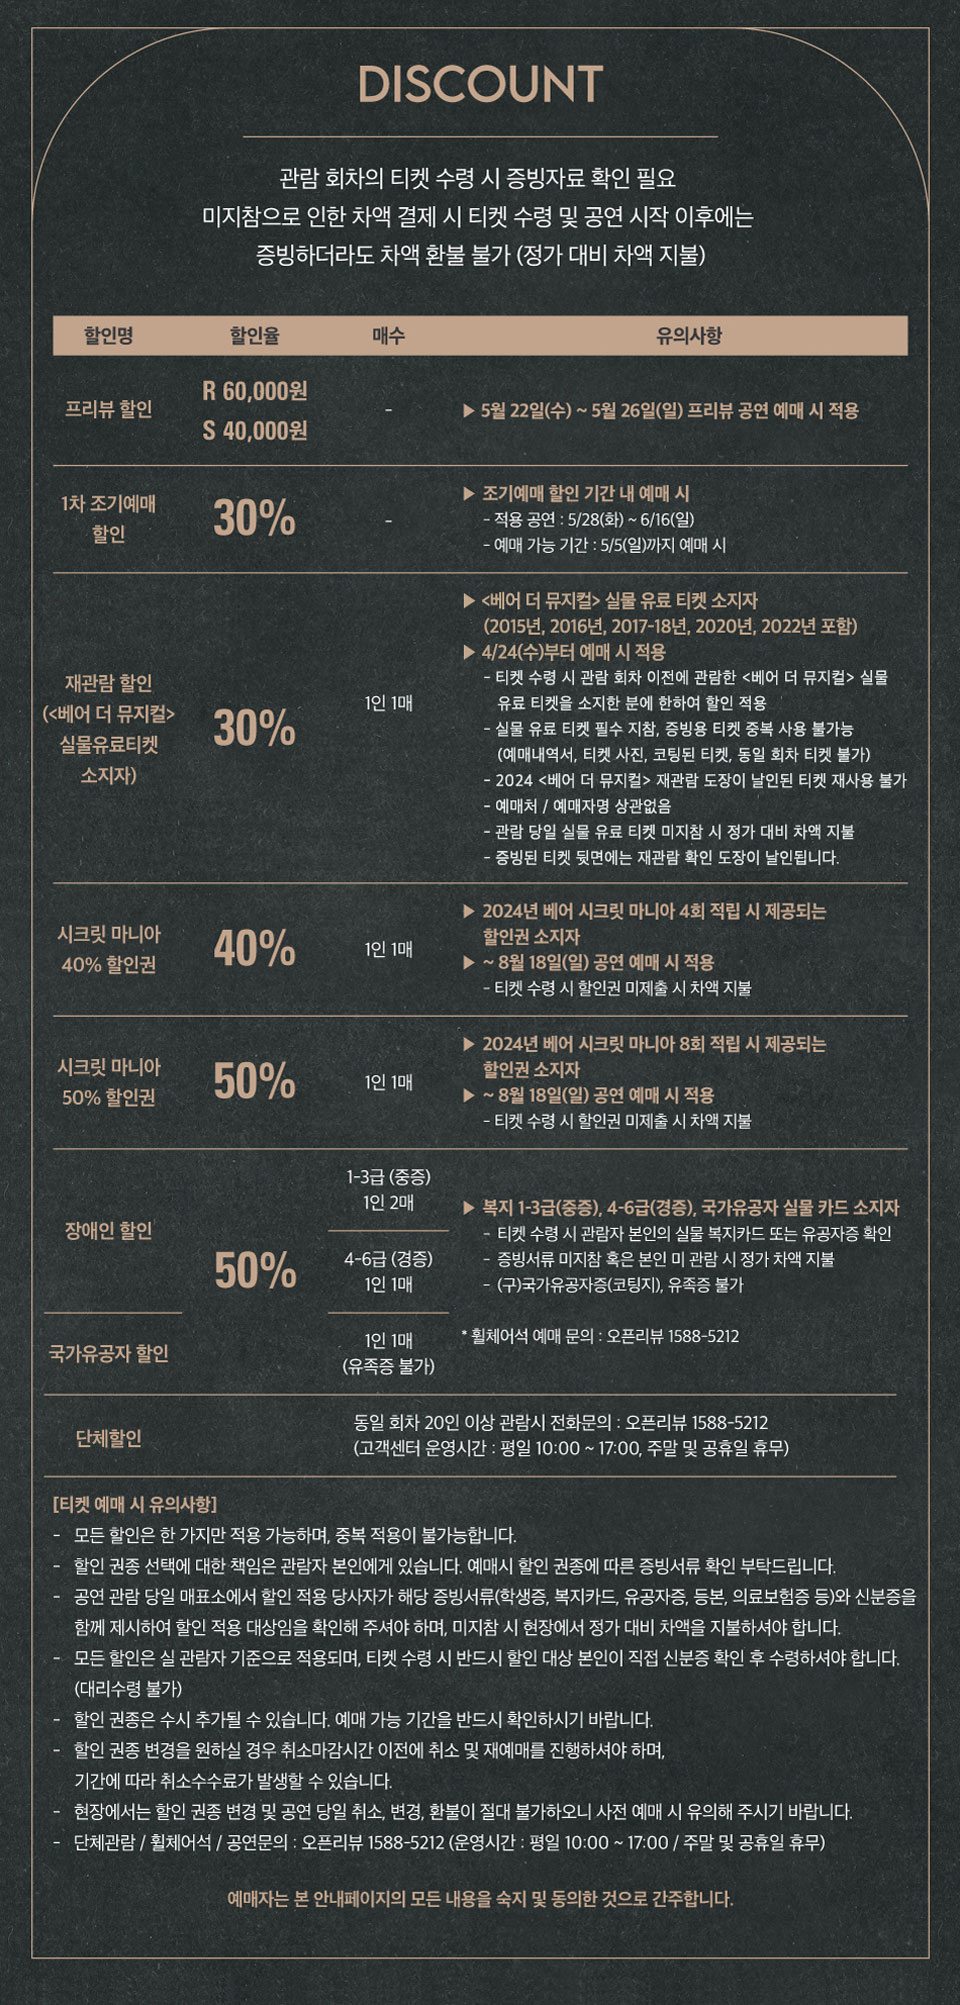 DISCOUNT
관람 회차의 티켓 수령 시 증빙자료 확인 필요
미지참으로 인한 차액 결제 시 티켓 수령 및 공연 시작 이후에는
증빙하더라도 차액 환불 불가 (정가 대비 차액 지불)
할인명 할인율 매수 유의사항
프리뷰 할인
R 60,000원
S 40,000원
-
▶ 5월 22일(수) ~ 5월 26일(일) 프리뷰 공연 예매 시 적용
1차 조기예매
할인
30%
-
▶ 조기예매 할인 기간 내 예매 시
- 적용 공연 : 5/28(화) ~ 6/16(일)
- 예매 가능 기간 : 5/5(일)까지 예매 시
재관람 할인
(<베어 더 뮤지컬>
실물유료티켓
소지자)
30%
1인 1매
▶ <베어 더 뮤지컬> 실물 유료 티켓 소지자
(2015년, 2016년, 2017-18년, 2020년, 2022년 포함)
▶ 4/24(수)부터 예매 시 적용
- 티켓 수령 시 관람 회차 이전에 관람한 <베어 더 뮤지컬> 실물
유료 티켓을 소지한 분에 한하여 할인 적용
- 실물 유료 티켓 필수 지참, 증빙용 티켓 중복 사용 불가능
(예매내역서, 티켓 사진, 코팅된 티켓, 동일 회차 티켓 불가)
- 2024 <베어 더 뮤지컬> 재관람 도장이 날인된 티켓 재사용 불가
- 예매처 / 예매자명 상관없음
- 관람 당일 실물 유료 티켓 미지참 시 정가 대비 차액 지불
- 증빙된 티켓 뒷면에는 재관람 확인 도장이 날인됩니다.
시크릿 마니아
40% 할인권
40%
1인 1매
▶ 2024년 베어 시크릿 마니아 4회 적립 시 제공되는
할인권 소지자
▶ ~ 8월 18일(일) 공연 예매 시 적용
- 티켓 수령 시 할인권 미제출 시 차액 지불
시크릿 마니아
50% 할인권
50%
1인 1매
▶ 2024년 베어 시크릿 마니아 8회 적립 시 제공되는
할인권 소지자
▶ ~ 8월 18일(일) 공연 예매 시 적용
- 티켓 수령 시 할인권 미제출 시 차액 지불
장애인 할인
국가유공자 할인
50%
1-3급 (중증)
1인 2매
4-6급 (경증)
1인 1매
1인 1매
(유족증 불가)
▶ 복지 1-3급(중증), 4-6급(경증), 국가유공자 실물 카드 소지자
- 티켓 수령 시 관람자 본인의 실물 복지카드 또는 유공자증 확인
- 증빙서류 미지참 혹은 본인 미 관람 시 정가 차액 지불
- (구)국가유공자증(코팅지), 유족증 불가
* 휠체어석 예매 문의 : 오픈리뷰 1588-5212
단체할인
동일 회차 20인 이상 관람시 전화문의 : 오픈리뷰 1588-5212
(고객센터 운영시간 : 평일 10:00 ~ 17:00, 주말 및 공휴일 휴무)
[티켓 예매 시 유의사항]
- 모든 할인은 한 가지만 적용 가능하며, 중복 적용이 불가능합니다.
- 할인 권종 선택에 대한 책임은 관람자 본인에게 있습니다. 예매시 할인 권종에 따른 증빙서류 확인 부탁드립니다.
- 공연 관람 당일 매표소에서 할인 적용 당사자가 해당 증빙서류(학생증, 복지카드, 유공자증, 등본, 의료보험증 등)와 신분증을
함께 제시하여 할인 적용 대상임을 확인해 주셔야 하며, 미지참 시 현장에서 정가 대비 차액을 지불하셔야 합니다.
- 모든 할인은 실 관람자 기준으로 적용되며, 티켓 수령 시 반드시 할인 대상 본인이 직접 신분증 확인 후 수령하셔야 합니다.
(대리수령 불가)
- 할인 권종은 수시 추가될 수 있습니다. 예매 가능 기간을 반드시 확인하시기 바랍니다.
- 할인 권종 변경을 원하실 경우 취소마감시간 이전에 취소 및 재예매를 진행하셔야 하며,
기간에 따라 취소수수료가 발생할 수 있습니다.
- 현장에서는 할인 권종 변경 및 공연 당일 취소, 변경, 환불이 절대 불가하오니 사전 예매 시 유의해 주시기 바랍니다.
- 단체관람 / 휠체어석 / 공연문의 : 오픈리뷰 1588-5212 (운영시간 : 평일 10:00 ~ 17:00 / 주말 및 공휴일 휴무)
예매자는 본 안내페이지의 모든 내용을 숙지 및 동의한 것으로 간주합니다.